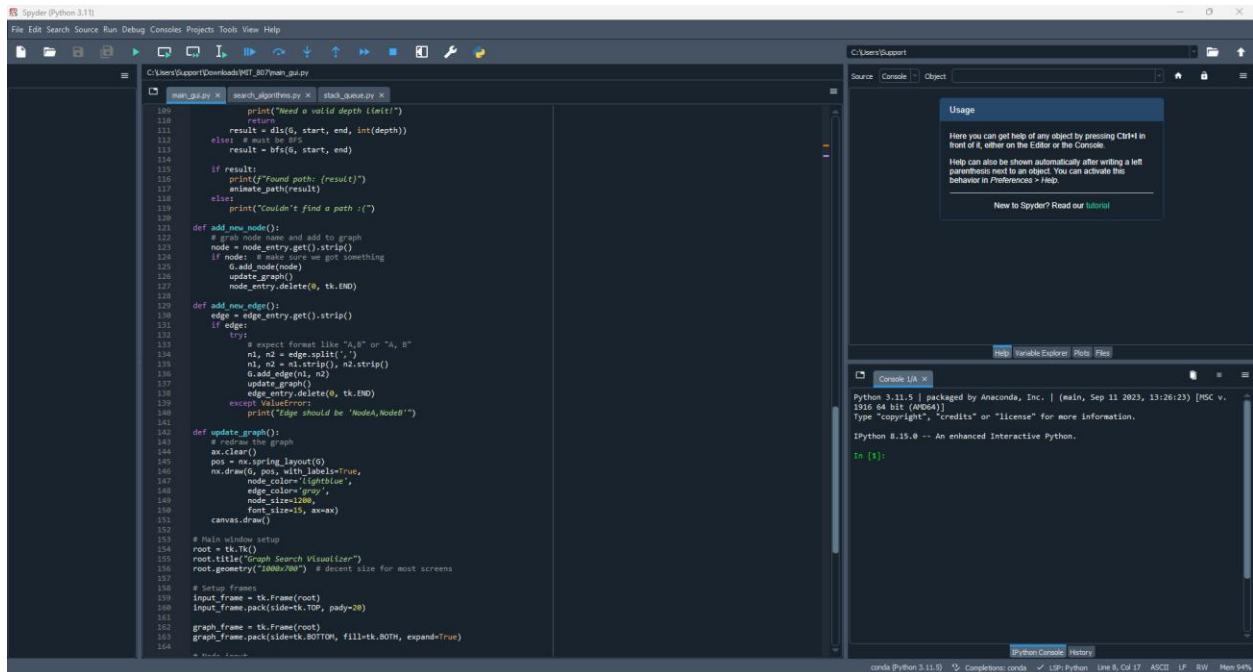 Spyder (Python 3.11)
File Edit Search Source Run Debug Consoles Projects Tools View Help
C:\Users\Support\Downloads\MIT_807\main_gui.py
main_gui.py search_algorithms.py stack_queue.py
109 print("Need a valid depth limit!")
110 return
111 result = dls(G, start, end, int(depth))
112 else: # must be BFS
113 result = bfs(G, start, end)
114
115 if result:
116 print(f"Found path: {result}")
117 animate_path(result)
118 else:
119 print("Couldn't find a path :(")
120
121 def add_new_node():
122 # grab node name and add to graph
123 node = node_entry.get().strip()
124 if node: # make sure we got something
125 G.add_node(node)
126 update_graph()
127 node_entry.delete(0, tk.END)
128
129 def add_new_edge():
130 edge = edge_entry.get().strip()
131 if edge:
132 try:
133 # expect format like "A,B" or "A, B"
134 n1, n2 = edge.split(',')
135 n1, n2 = n1.strip(), n2.strip()
136 G.add_edge(n1, n2)
137 update_graph()
138 edge_entry.delete(0, tk.END)
139 except ValueError:
140 print("Edge should be 'NodeA,NodeB'")
141
142 def update_graph():
143 # redraw the graph
144 ax.clear()
145 pos = nx.spring_layout(G)
146 nx.draw(G, pos, with_labels=True,
147 node_color='lightblue',
148 edge_color='gray',
149 node_size=1200,
150 font_size=15, ax=ax)
151 canvas.draw()
152
153 # Main window setup
154 root = tk.Tk()
155 root.title("Graph Search Visualizer")
156 root.geometry("1000x700") # decent size for most screens
157
158 # Setup frames
159 input_frame = tk.Frame(root)
160 input_frame.pack(side=tk.TOP, pady=20)
161
162 graph_frame = tk.Frame(root)
163 graph_frame.pack(side=tk.BOTTOM, fill=tk.BOTH, expand=True)
164
C:\Users\Support
Source Console Object
Usage
Here you can get help of any object by pressing Ctrl+I in
front of it, either on the Editor or the Console.
Help can also be shown automatically after writing a left
parenthesis next to an object. You can activate this
behavior in Preferences > Help.
New to Spyder? Read our tutorial
Help Variable Explorer Plots Files
Console 1/A
Python 3.11.5 | packaged by Anaconda, Inc. | (main, Sep 11 2023, 13:26:23) [MSC v.
1916 64 bit (AMD64)]
Type "copyright", "credits" or "license" for more information.
IPython 8.15.0 -- An enhanced Interactive Python.
In [1]:
IPython Console History
conda (Python 3.11.5) Completions: conda LSP: Python Line 8, Col 17 ASCII LF RW Mem 94%